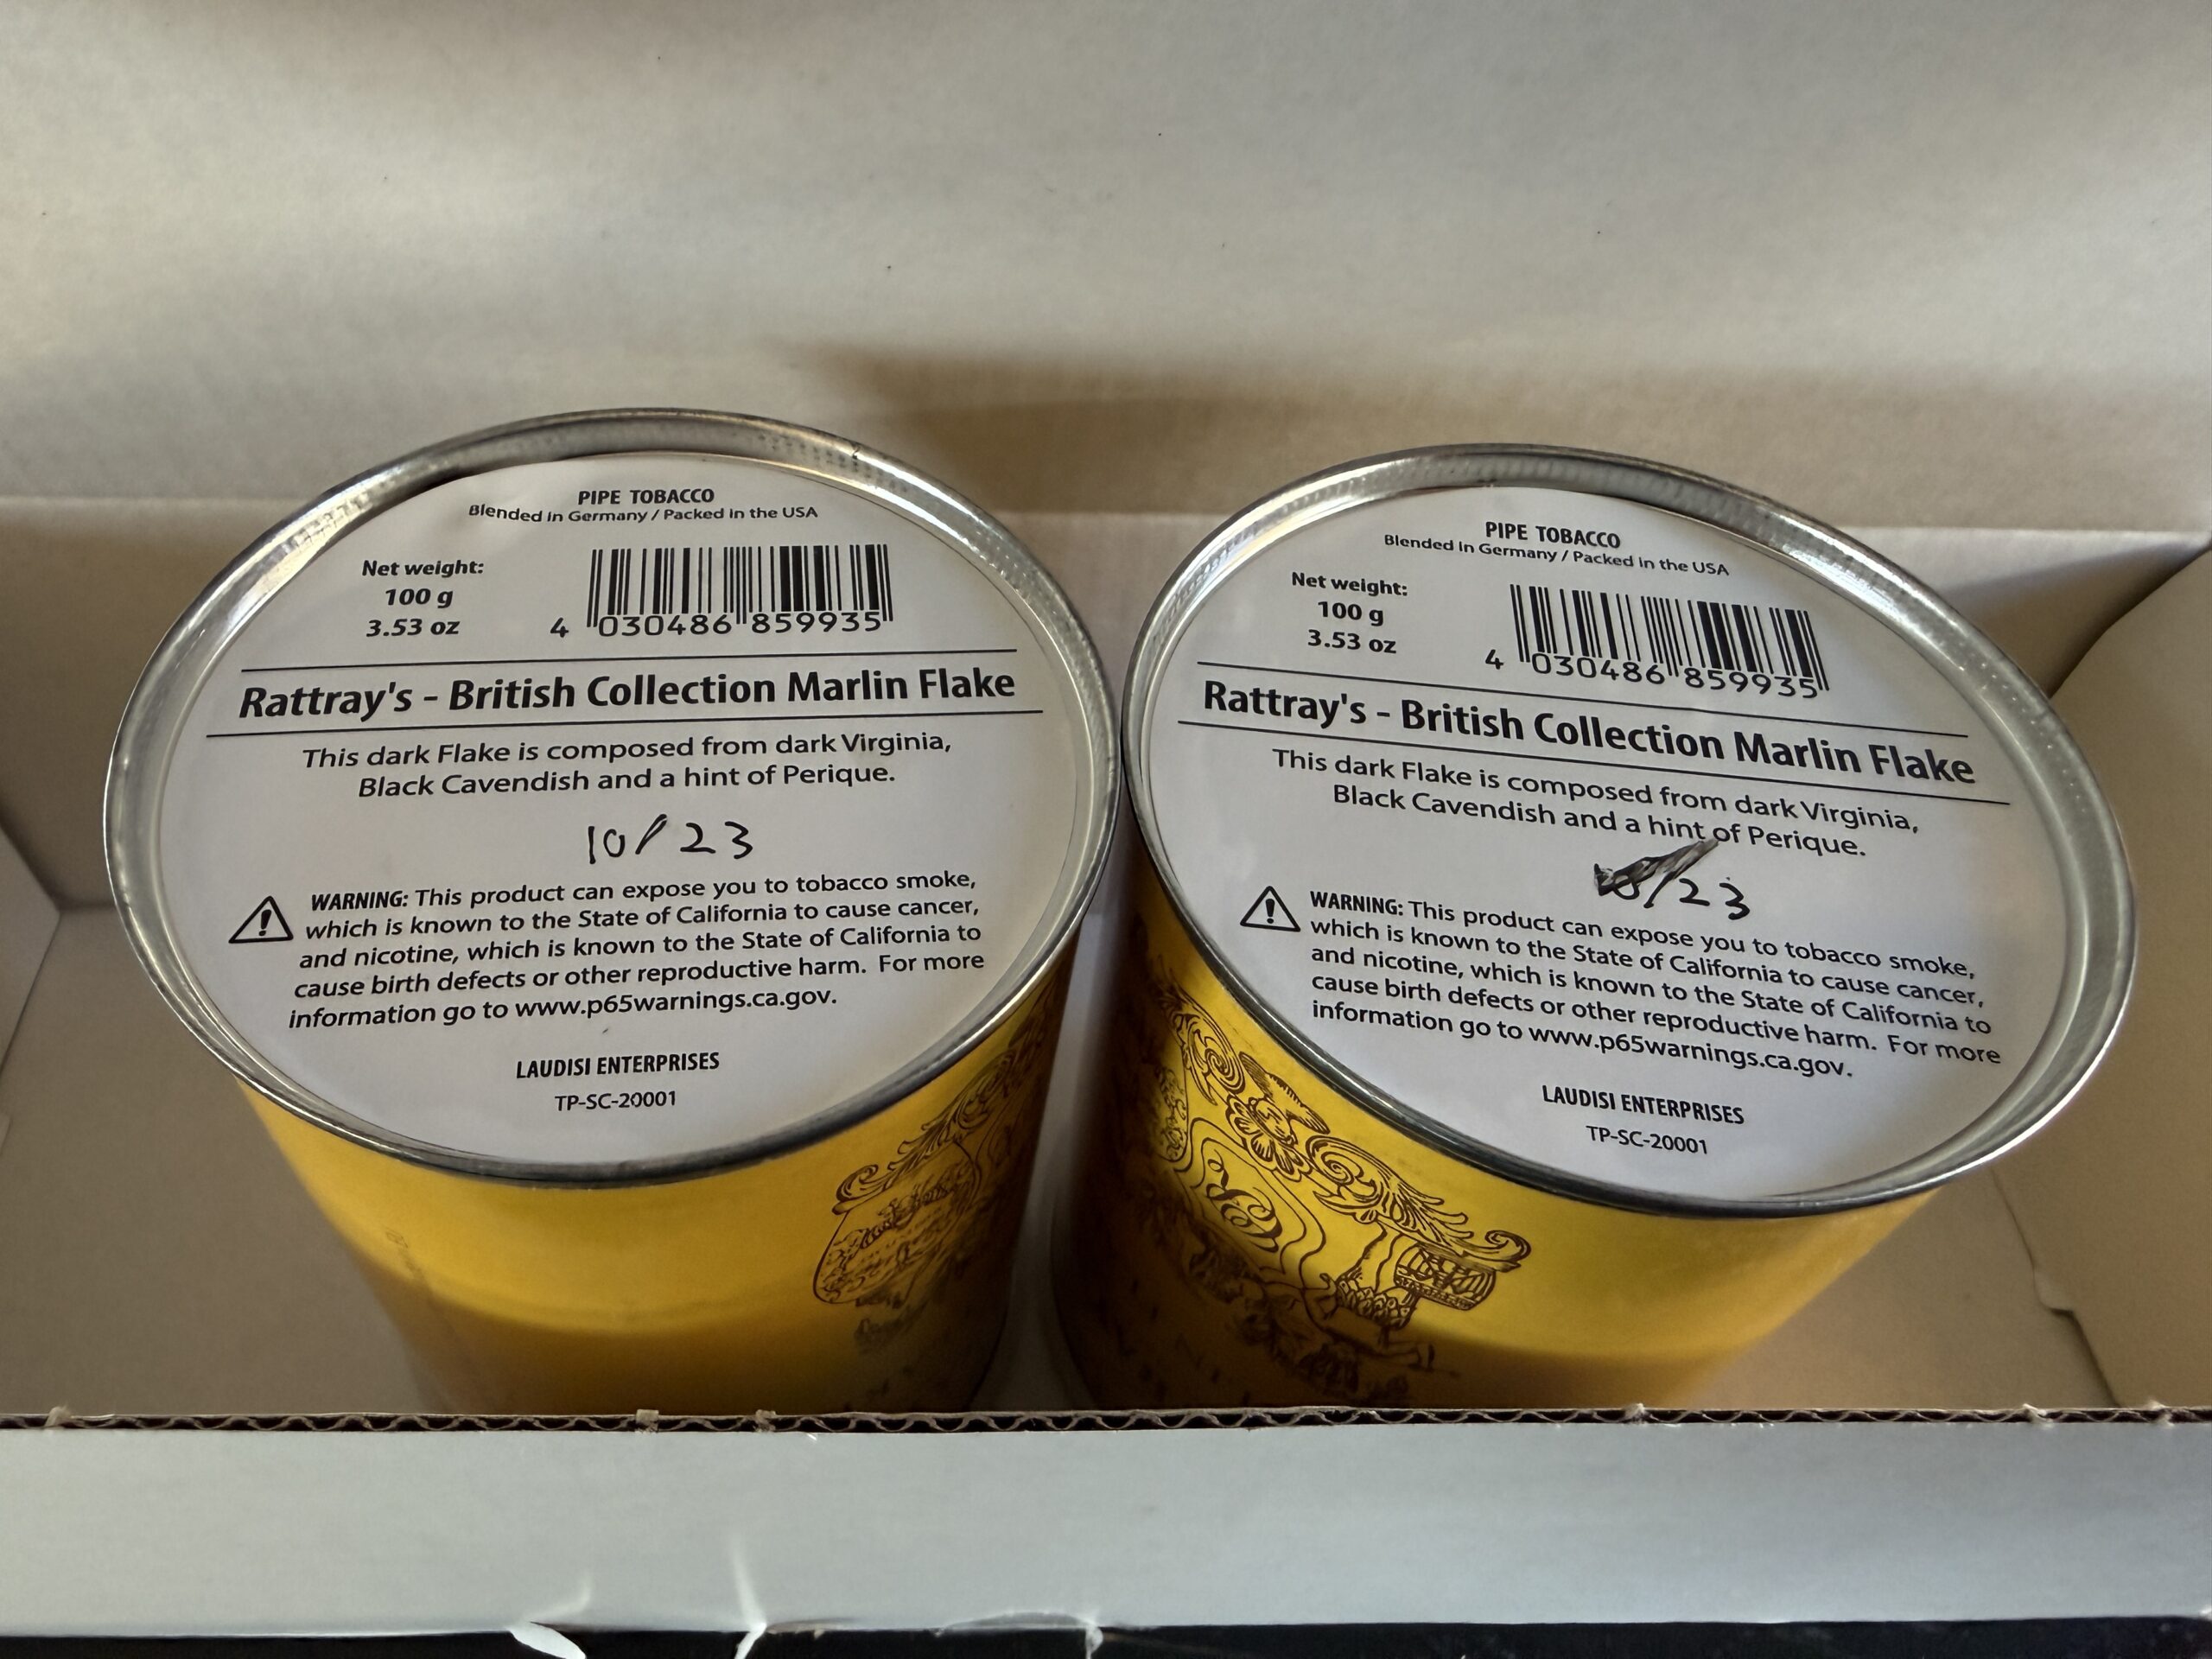 PIPE TOBACCO
Blended in Germany / Packed in the USA
Net weight:
100 g
3.53 oz
4 030486 859935
Rattray's - British Collection Marlin Flake
This dark Flake is composed from dark Virginia,
Black Cavendish and a hint of Perique.
10/23
WARNING: This product can expose you to tobacco smoke,
which is known to the State of California to cause cancer,
and nicotine, which is known to the State of California to
cause birth defects or other reproductive harm. For more
information go to www.p65warnings.ca.gov.
LAUDISI ENTERPRISES
TP-SC-20001
PIPE TOBACCO
Blended in Germany / Packed in the USA
Net weight:
100 g
3.53 oz
4 030486 859935
Rattray's - British Collection Marlin Flake
This dark Flake is composed from dark Virginia,
Black Cavendish and a hint of Perique.
/23
WARNING: This product can expose you to tobacco smoke,
which is known to the State of California to cause cancer,
and nicotine, which is known to the State of California to
cause birth defects or other reproductive harm. For more
information go to www.p65warnings.ca.gov.
LAUDISI ENTERPRISES
TP-SC-20001